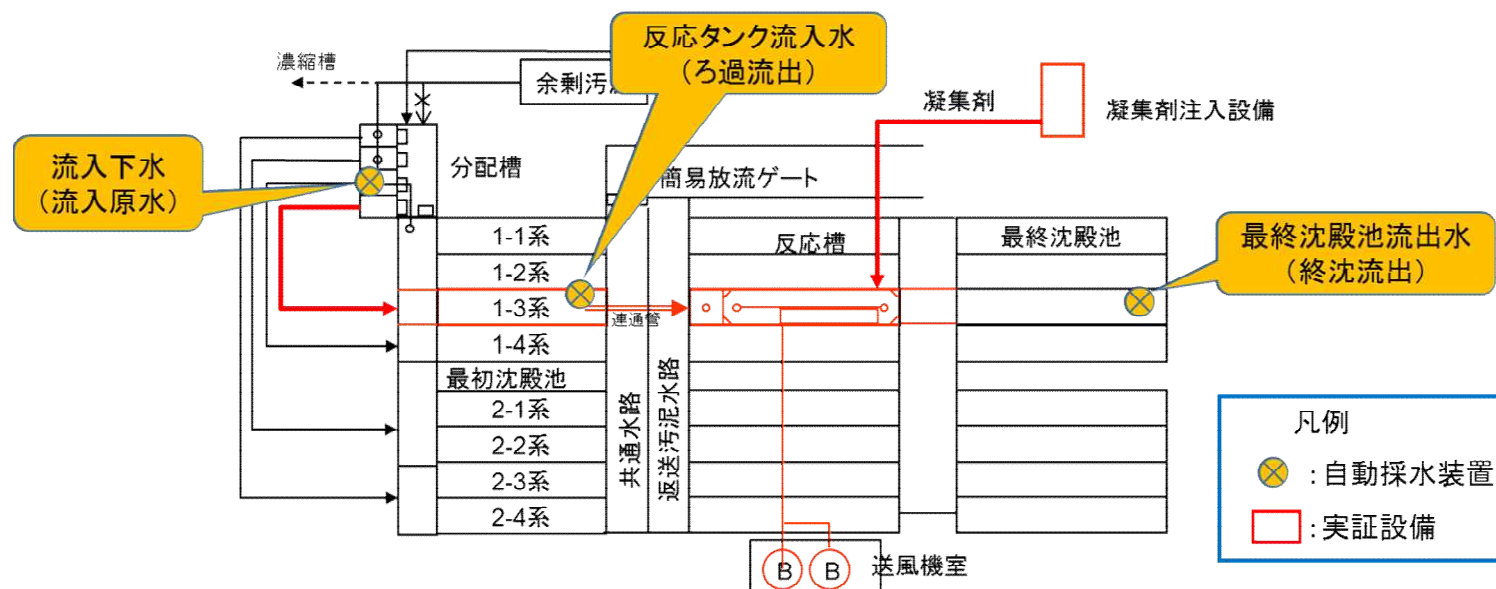 反応タンク流入水
(ろ過流出)
濃縮槽
余剰汚
凝集剤
凝集剤注入設備
流入下水
(流入原水)
分配槽
簡易放流ゲート
1-1系
反応槽
最終沈殿池
最終沈殿池流出水
(終沈流出)
1-2系
1-3系
連通管
1-4系
最初沈殿池
2-1系
2-2系
2-3系
2-4系
共通水路
返送汚泥水路
凡例
:自動採水装置
:実証設備
B
B
送風機室